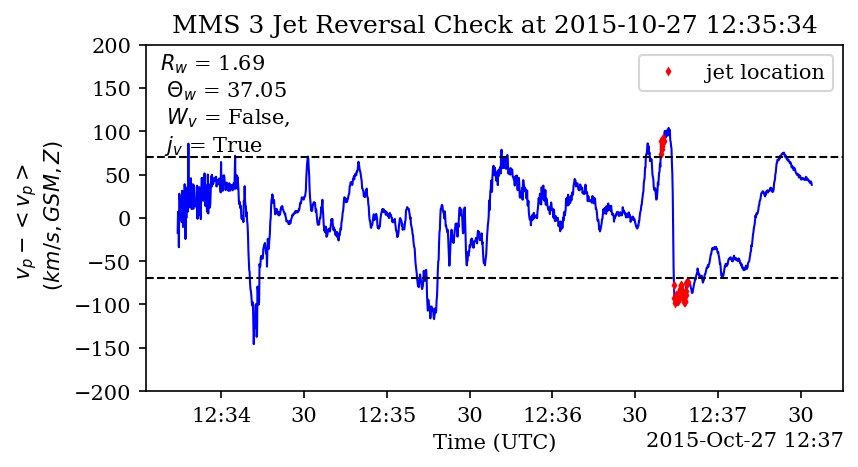 MMS 3 Jet Reversal Check at 2015-10-27 12:35:34
200
150
100
50
0
−50
−100
−150
−200
v_p − < v_p >
(km/s, GSM, Z)
R_w = 1.69
Θ_w = 37.05
W_v = False,
j_v = True
jet location
12:34 30 12:35 30 12:36 30 12:37 30
Time (UTC)
2015-Oct-27 12:37